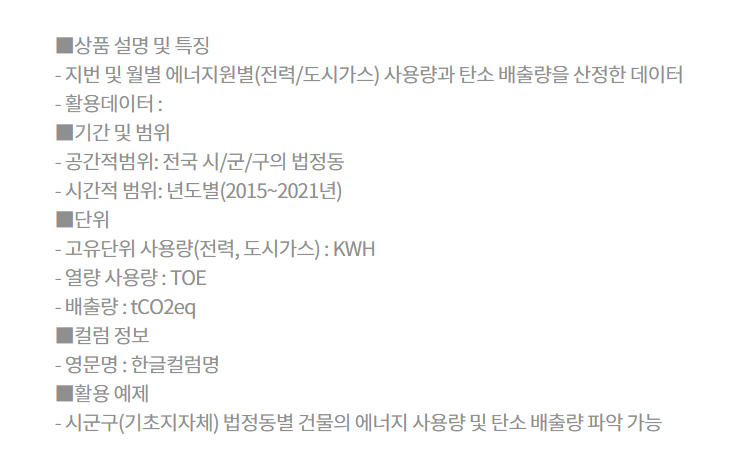 ■상품 설명 및 특징
- 지번 및 월별 에너지원별(전력/도시가스) 사용량과 탄소 배출량을 산정한 데이터
- 활용데이터 :
■기간 및 범위
- 공간적범위: 전국 시/군/구의 법정동
- 시간적 범위: 년도별(2015~2021년)
■단위
- 고유단위 사용량(전력, 도시가스) : KWH
- 열량 사용량 : TOE
- 배출량 : tCO2eq
■컬럼 정보
- 영문명 : 한글컬럼명
■활용 예제
- 시군구(기초지자체) 법정동별 건물의 에너지 사용량 및 탄소 배출량 파악 가능